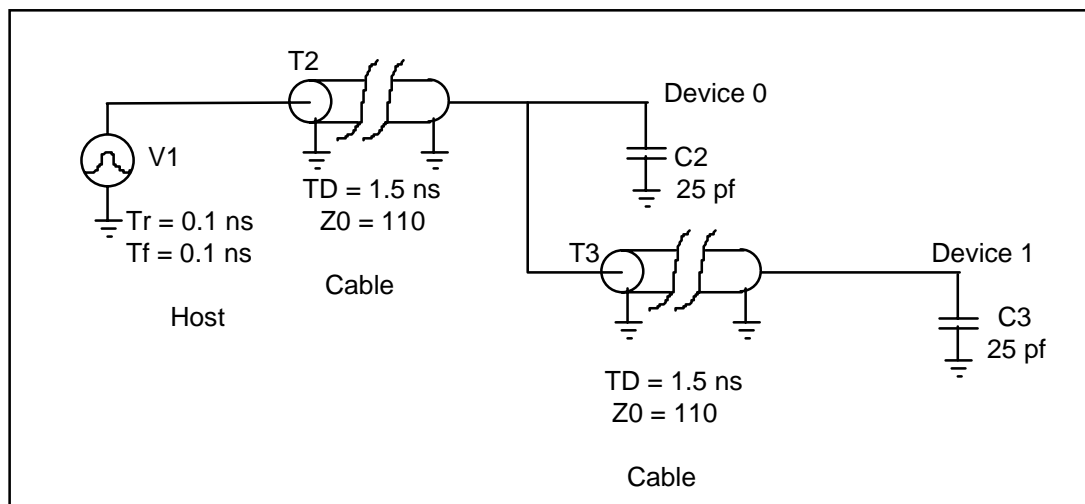 T2
Device 0
V1
C2
25 pf
TD = 1.5 ns
Z0 = 110
Tr = 0.1 ns
Tf = 0.1 ns
T3
Device 1
Cable
Host
C3
25 pf
TD = 1.5 ns
Z0 = 110
Cable